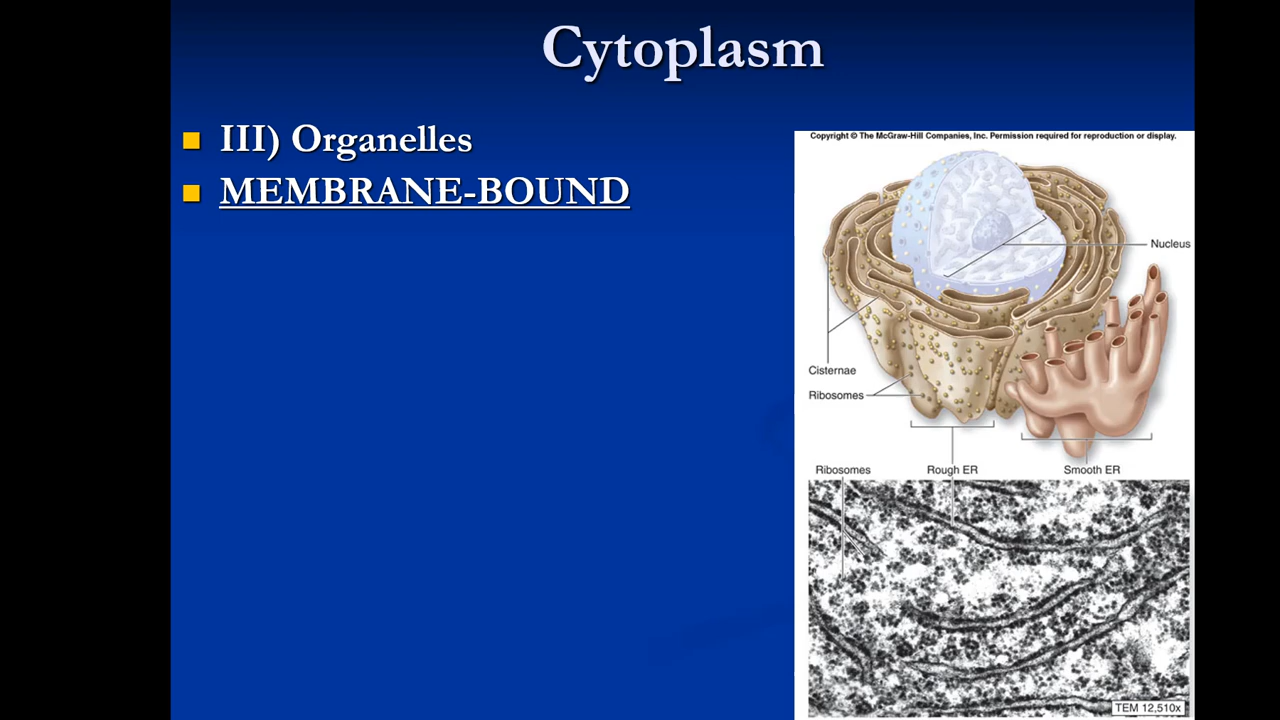 Cytoplasm
III) Organelles
MEMBRANE-BOUND
Copyright © The McGraw-Hill Companies, Inc. Permission required for reproduction or display.
Nucleus
Cisternae
Ribosomes
Ribosomes
Rough ER
Smooth ER
TEM 12,510x